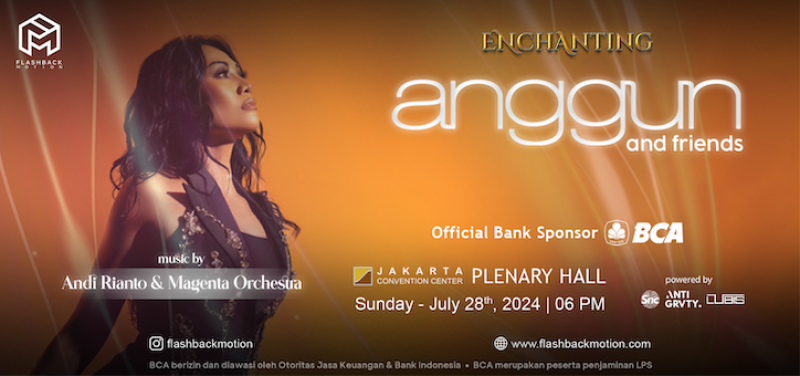 FLASHBACK
MOTION
ENCHANTING
anggun
and friends
Official Bank Sponsor BCA
music by
Andi Rianto & Magenta Orchestra
JAKARTA
CONVENTION CENTER PLENARY HALL
Sunday - July 28th, 2024 | 06 PM
powered by
Snc ANTI GRVTY. CUBIS
flashbackmotion
www.flashbackmotion.com
BCA berizin dan diawasi oleh Otoritas Jasa Keuangan & Bank Indonesia • BCA merupakan peserta penjaminan LPS